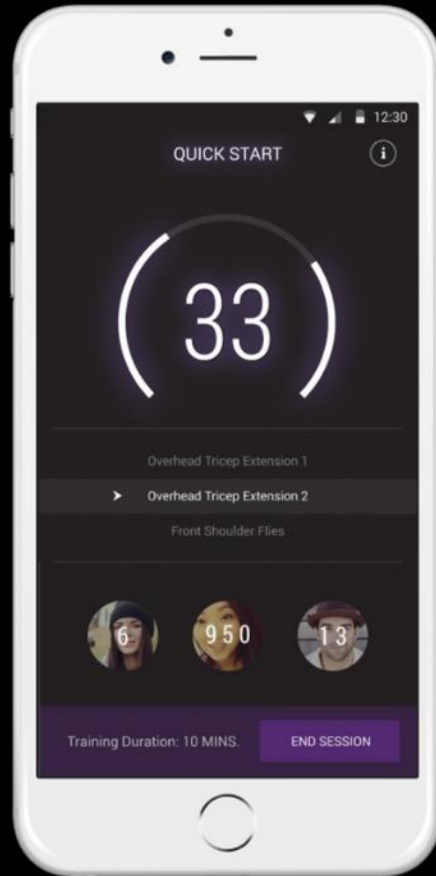 12:30
QUICK START
i
33
Overhead Tricep Extension 1
Overhead Tricep Extension 2
Front Shoulder Flies
6 950 13
Training Duration: 10 MINS. END SESSION